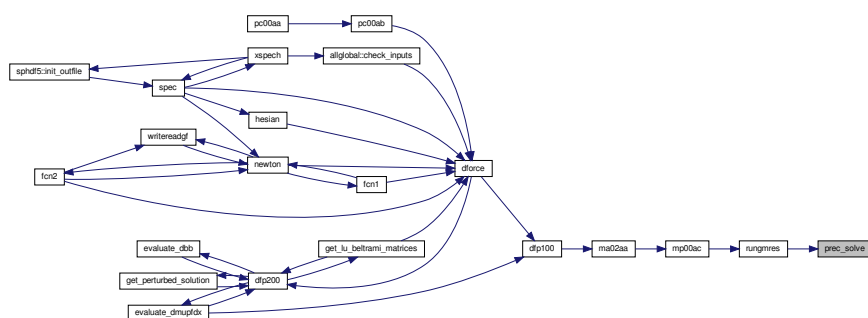 pc00aa
pc00ab
xspech
allglobal::check_inputs
sphdf5::init_outfile
spec
hesian
writereadgf
newton
dforce
fcn2
fcn1
evaluate_dbb
get_lu_beltrami_matrices
dfp100
ma02aa
mp00ac
rungmres
prec_solve
get_perturbed_solution
dfp200
evaluate_dmupfdx